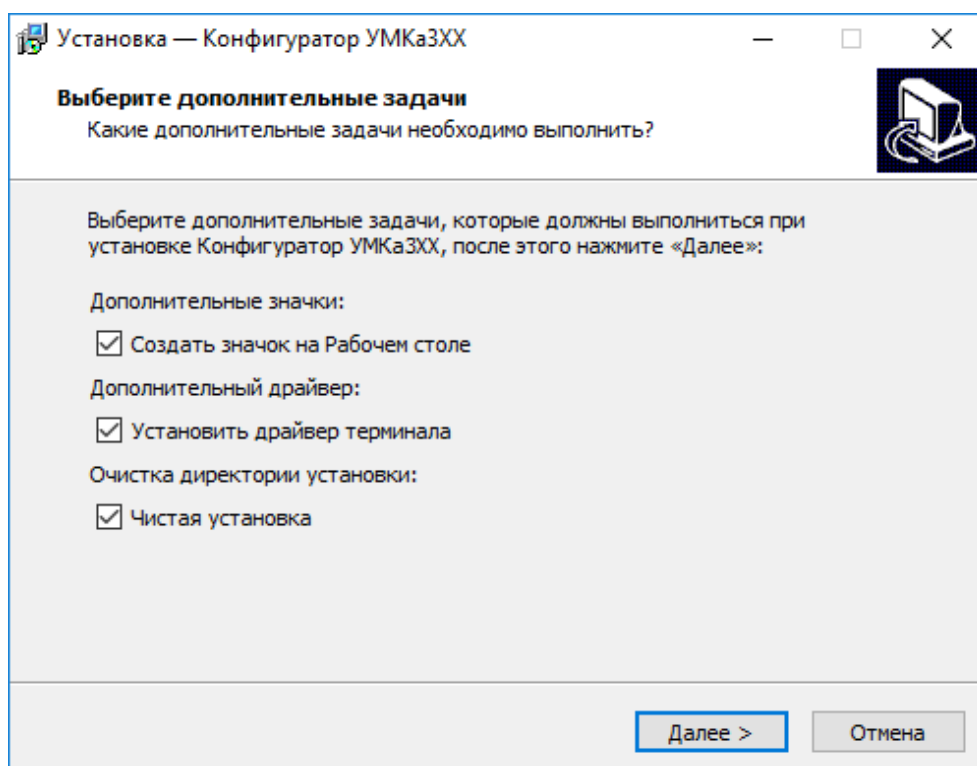 Установка — Конфигуратор УМКа3XX
Выберите дополнительные задачи
Какие дополнительные задачи необходимо выполнить?
Выберите дополнительные задачи, которые должны выполниться при
установке Конфигуратор УМКа3XX, после этого нажмите «Далее»:
Дополнительные значки:
Создать значок на Рабочем столе
Дополнительный драйвер:
Установить драйвер терминала
Очистка директории установки:
Чистая установка
Далее >
Отмена